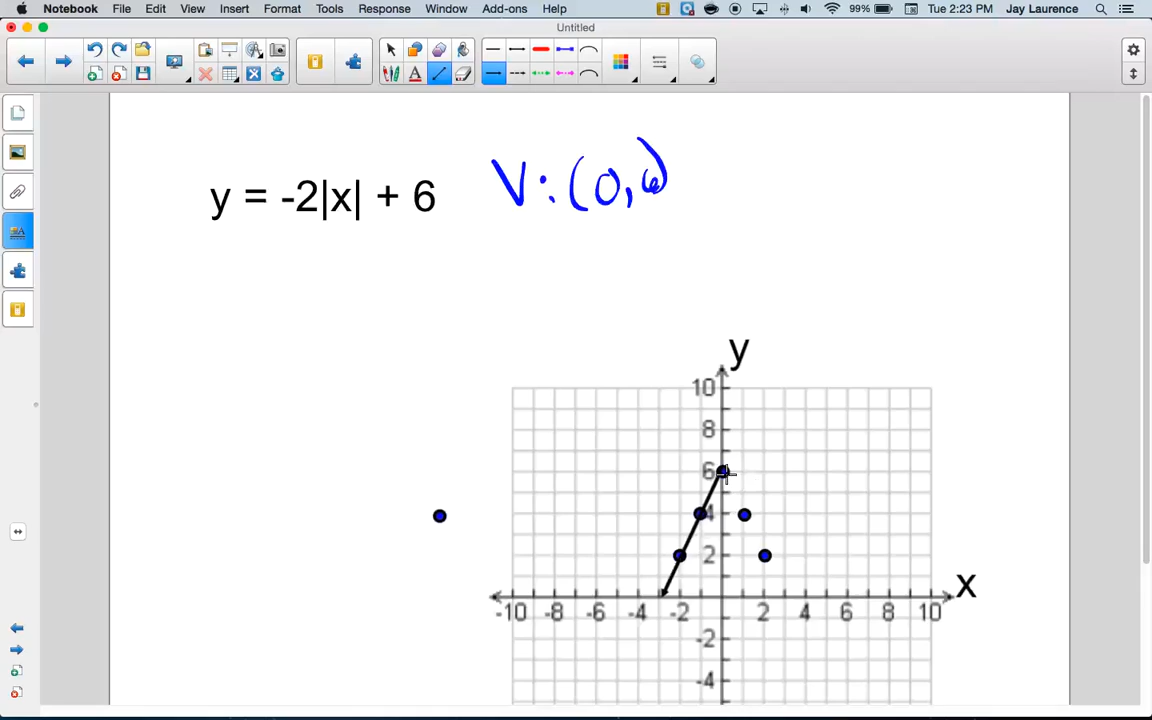 Notebook File Edit View Insert Format Tools Response Window Add-ons Help 99% Tue 2:23 PM Jay Laurence
Untitled
y = -2|x| + 6 V: (0,6)
y
10
8
6
4
2
x
-10 -8 -6 -4 -2 2 4 6 8 10
-2
-4